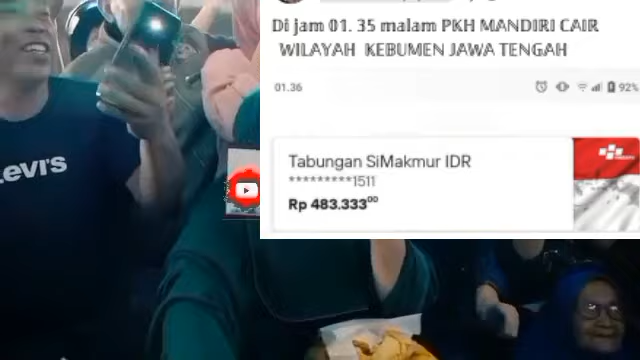 Di jam 01. 35 malam PKH MANDIRI CAIR
WILAYAH KEBUMEN JAWA TENGAH
01.36
92%
Tabungan SiMakmur IDR
*********1511
Rp 483.333⁰⁰
Levi's